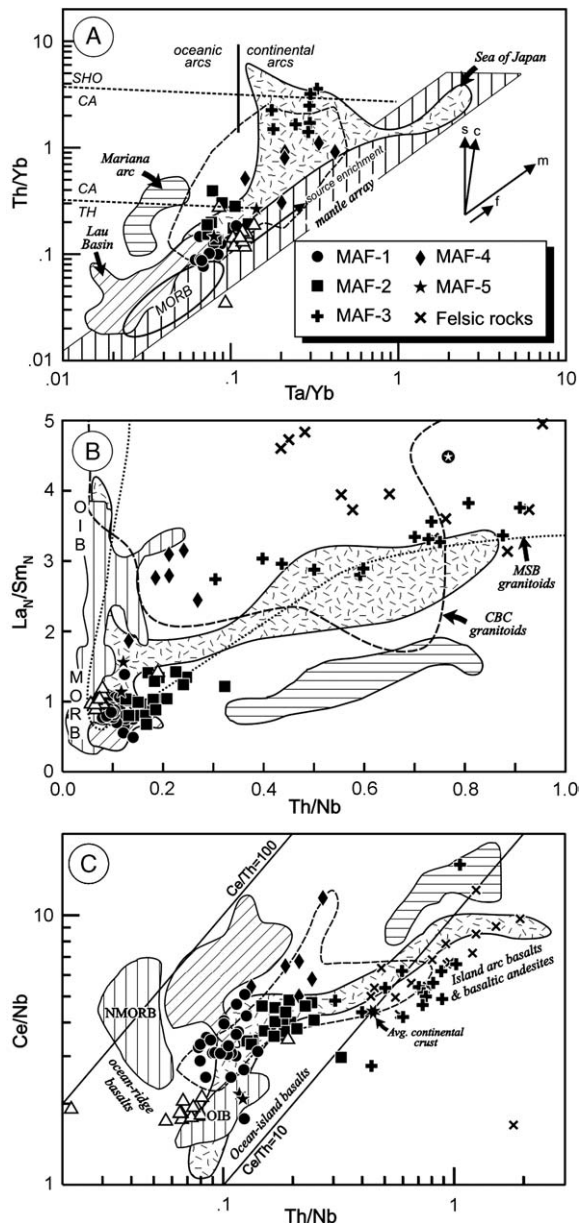 A
oceanic arcs
continental arcs
Sea of Japan
SHO
CA
Mariana arc
CA
TH
Lau Basin
MORB
source enrichment
mantle array
s
c
m
f
MAF-1
MAF-4
MAF-2
MAF-5
MAF-3
Felsic rocks
10
1
.1
.01
Th/Yb
.01
0.1
1
10
Ta/Yb
B
5
4
3
2
1
0
LaN/SmN
OIB
MORB
MSB granitoids
CBC granitoids
0.0
0.2
0.4
0.6
0.8
1.0
Th/Nb
C
Ce/Th=100
10
1
Ce/Nb
NMORB
ocean-ridge basalts
OIB
Ocean-island basalts
Ce/Th=10
Island arc basalts & basaltic andesites
Avg. continental crust
.1
1
Th/Nb